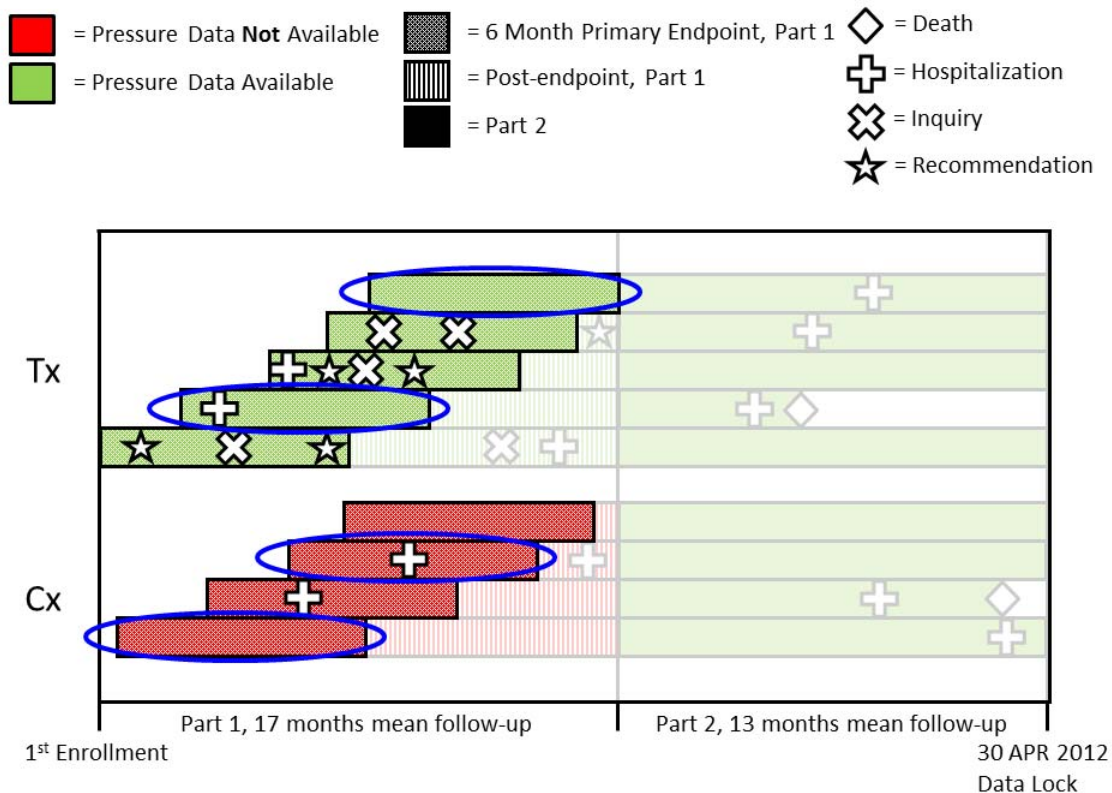 = Pressure Data Not Available
= Pressure Data Available
= 6 Month Primary Endpoint, Part 1
= Post-endpoint, Part 1
= Part 2
= Death
= Hospitalization
= Inquiry
= Recommendation
Tx
Cx
Part 1, 17 months mean follow-up
Part 2, 13 months mean follow-up
1st Enrollment
30 APR 2012
Data Lock